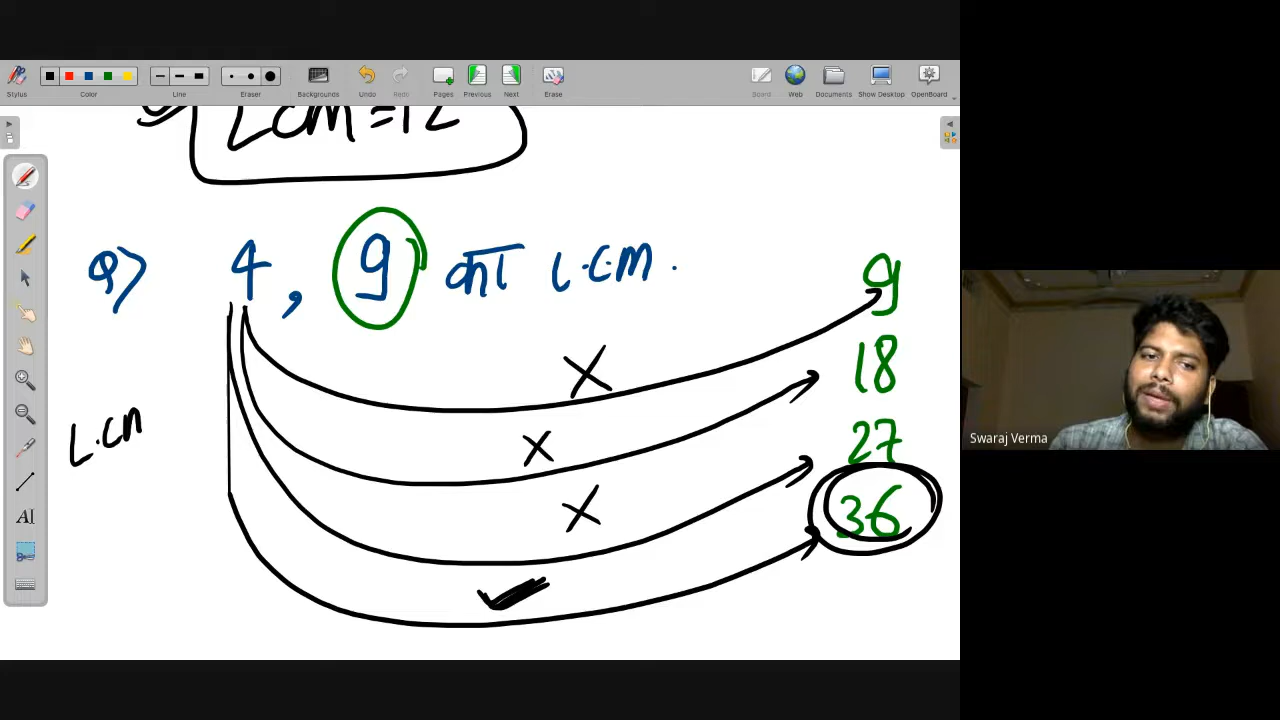 Stylus Color Line Eraser Backgrounds Undo Redo Pages Previous Next Erase Board Web Documents Show Desktop OpenBoard
LCM=12
Q) 4, 9 का L.C.M.
9
18
27
36
L.CM
X
X
X
AI
Swaraj Verma